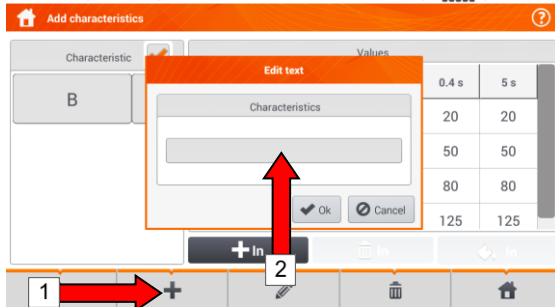 Add characteristics
?
Characteristic
Values
Edit text
Characteristics
0.4 s
5 s
B
20
20
50
50
80
80
Ok
Cancel
125
125
In
In
In
1
2